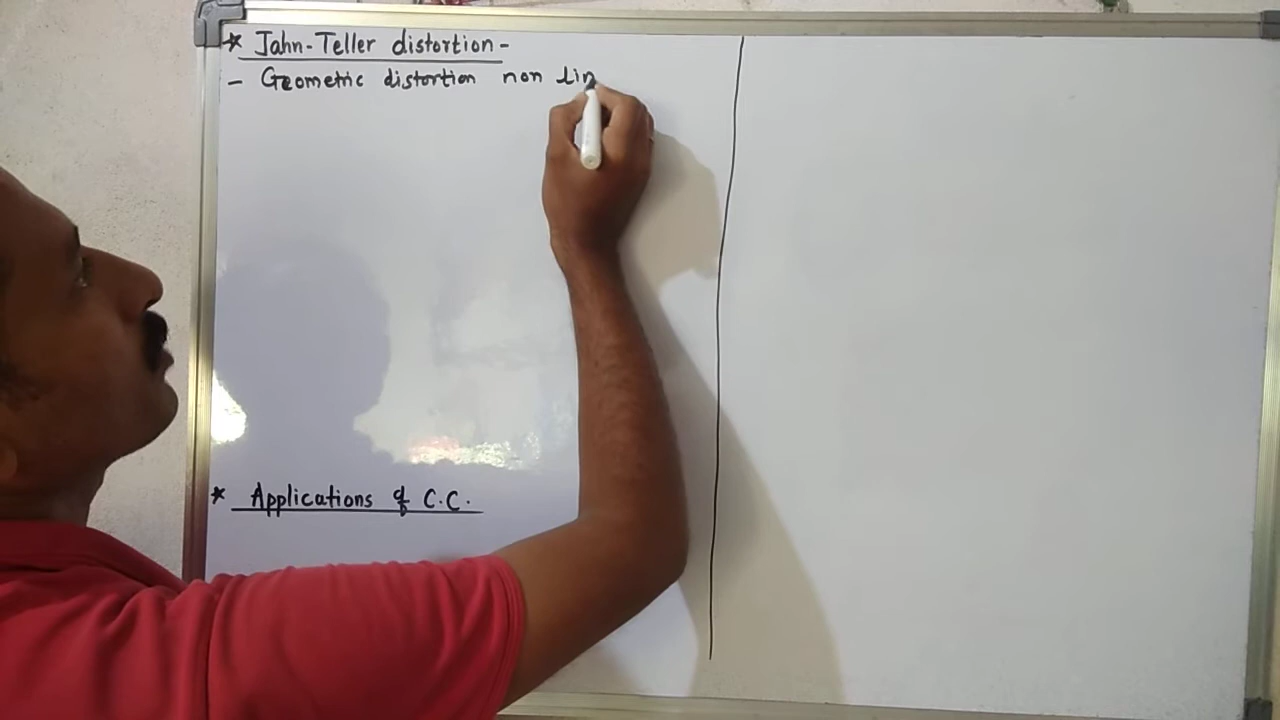 * Jahn-Teller distortion-
- Geometric distortion non lin
* Applications of C.C.